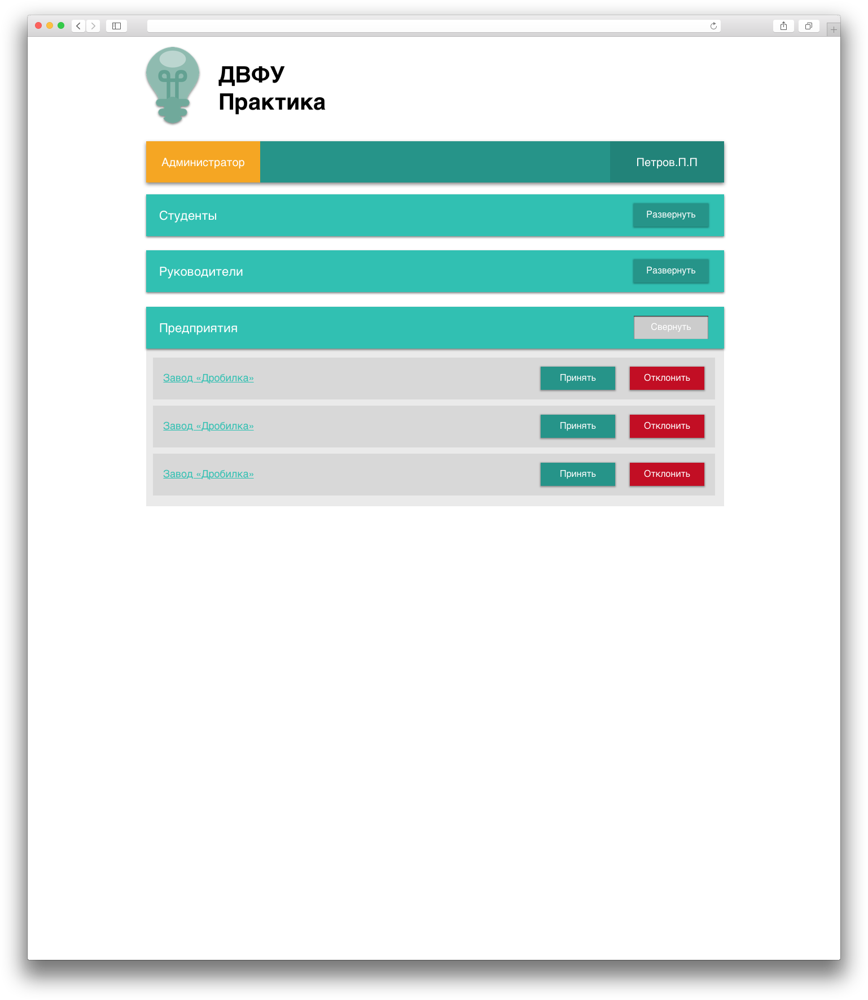 ДВФУ
Практика
Администратор
Петров.П.П
Студенты
Развернуть
Руководители
Развернуть
Предприятия
Свернуть
Завод «Дробилка»
Принять
Отклонить
Завод «Дробилка»
Принять
Отклонить
Завод «Дробилка»
Принять
Отклонить